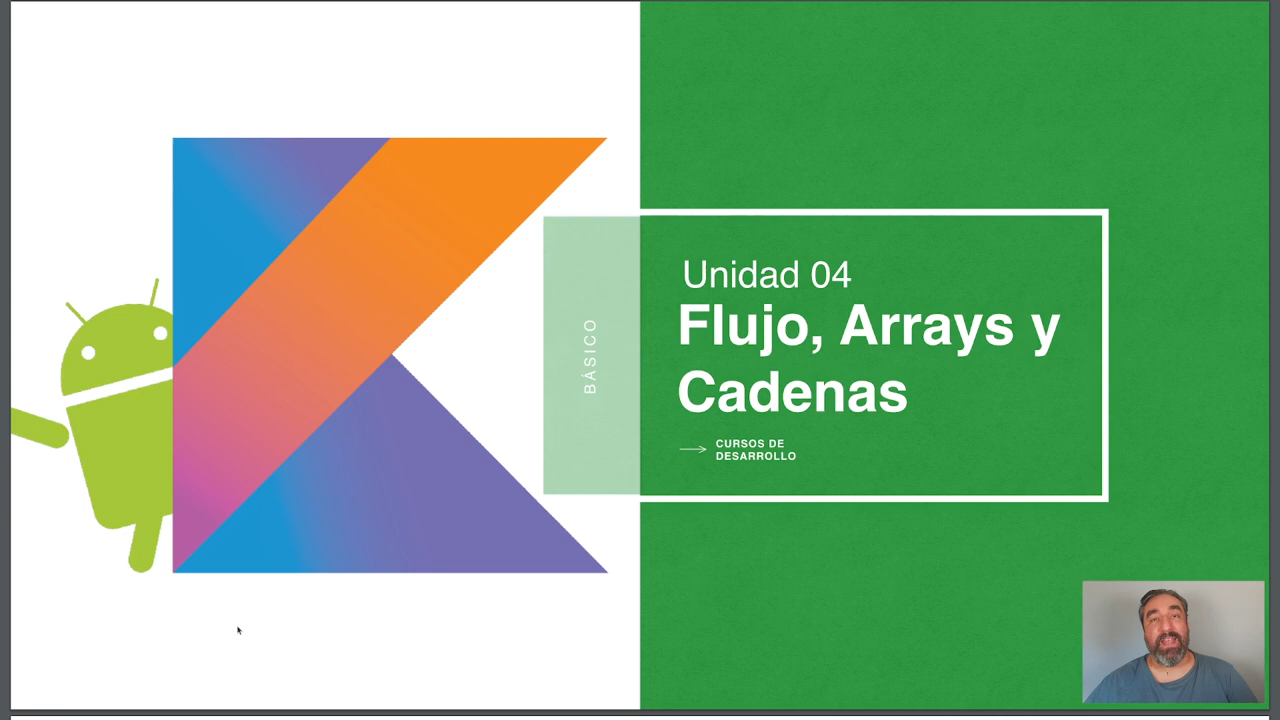 BÁSICO
Unidad 04
Flujo, Arrays y
Cadenas
CURSOS DE
DESARROLLO